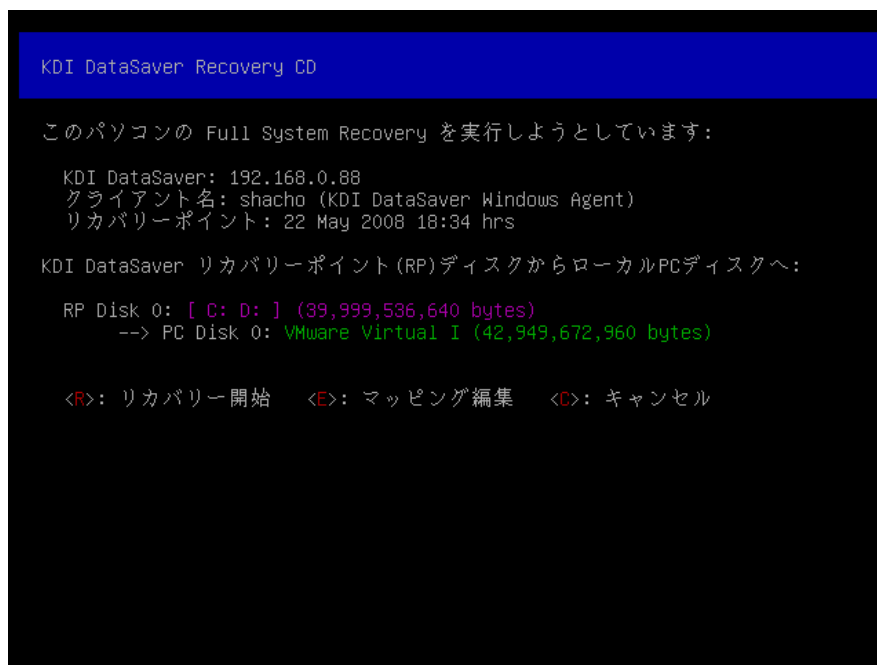 KDI DataSaver Recovery CD
このパソコンの Full System Recovery を実行しようとしています:
KDI DataSaver: 192.168.0.88
クライアント名: shacho (KDI DataSaver Windows Agent)
リカバリーポイント: 22 May 2008 18:34 hrs
KDI DataSaver リカバリーポイント(RP)ディスクからローカルPCディスクへ:
RP Disk 0: [ C: D: ] (39,999,536,640 bytes)
--> PC Disk 0: VMware Virtual I (42,949,672,960 bytes)
<R>: リカバリー開始 <E>: マッピング編集 <C>: キャンセル